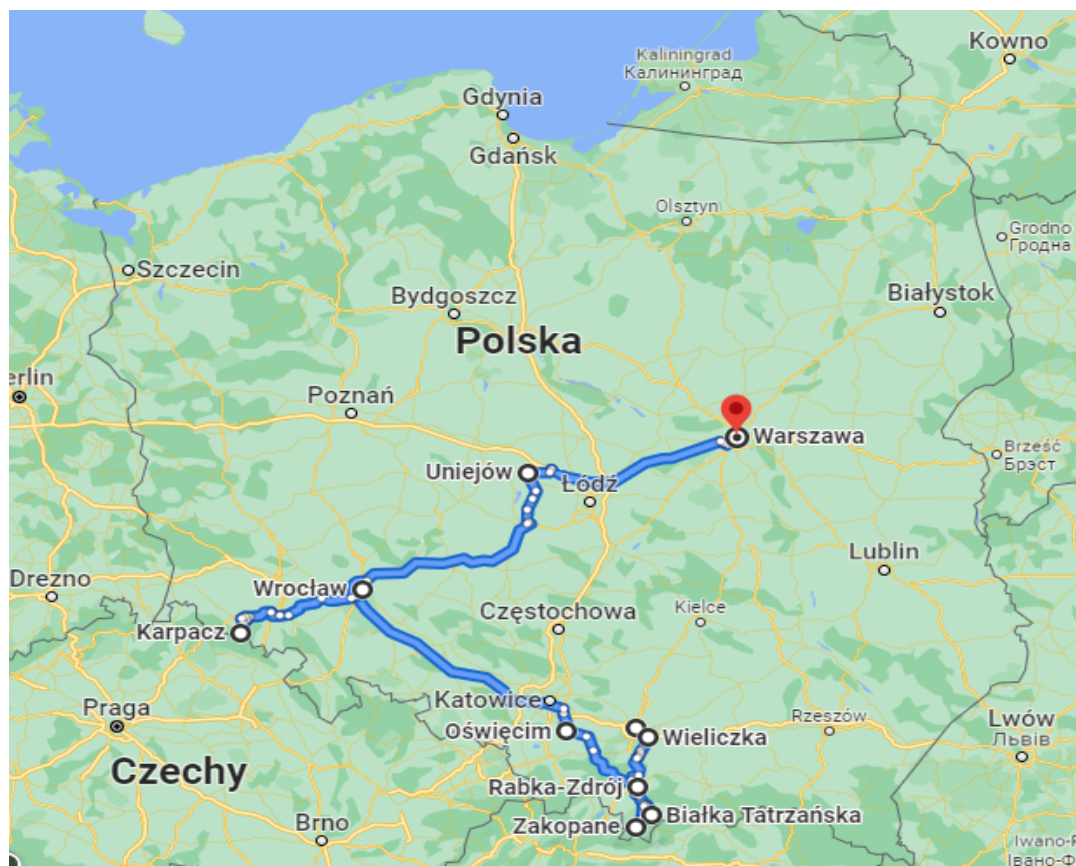 Kowno
Kaliningrad
Калининград
Gdynia
Gdańsk
Olsztyn
Grodno
Гродна
Szczecin
Białystok
Bydgoszcz
Polska
erlin
Poznań
Warszawa
Brześć
Брэст
Uniejów
Łódź
Lublin
Drezno
Wrocław
Częstochowa
Kielce
Karpacz
Katowice
Praga
Oświęcim
Wieliczka
Rzeszów
Lwów
Львів
Czechy
Rabka-Zdrój
Białka Tatrzańska
Zakopane
Brno
Iwano-F
Івано-Ф